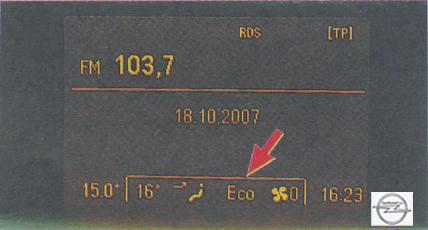 RDS [TP]
FM 103,7
18.10.2007
15.0° 16° Eco 0 16:23